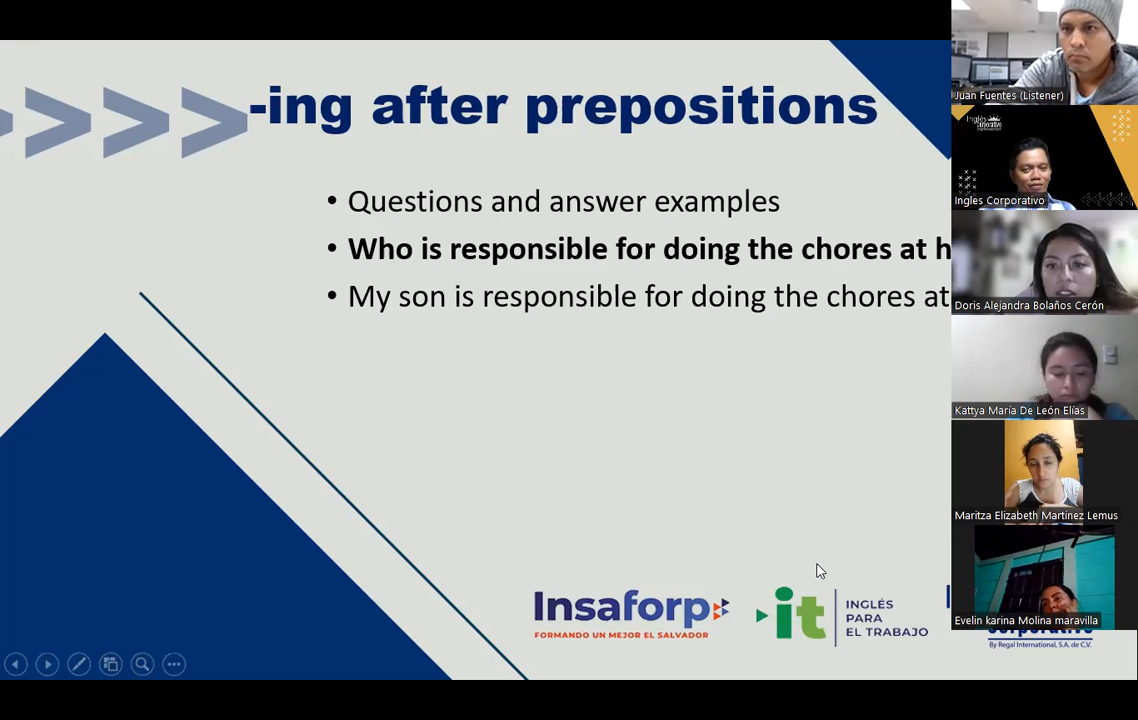 -ing after prepositions
• Questions and answer examples
• Who is responsible for doing the chores at h
• My son is responsible for doing the chores at
Insaforp
FORMANDO UN MEJOR EL SALVADOR
it
INGLÉS
PARA
EL TRABAJO
By Regal International, S.A. de C.V.
Juan Fuentes (Listener)
Inglés
Corporativo
Ingles Corporativo
Doris Alejandra Bolaños Cerón
Kattya María De León Elías
Maritza Elizabeth Martinez Lemus
Evelin karina Molina maravilla